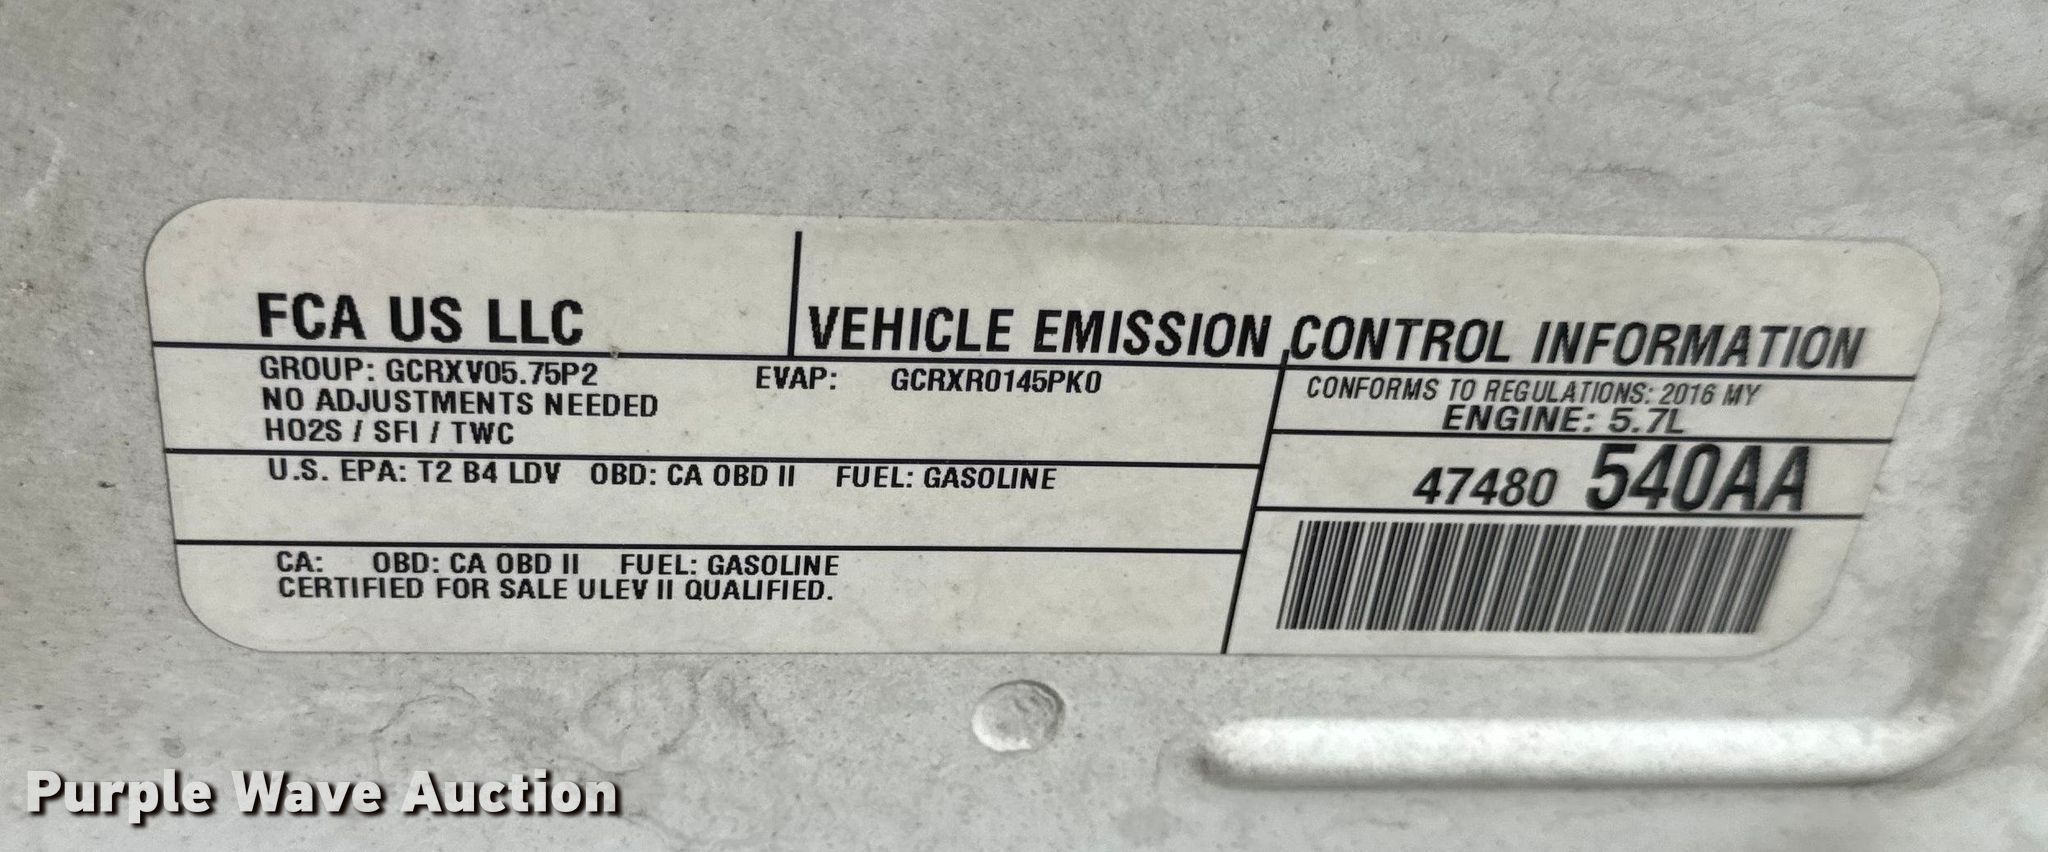 FCA US LLC
VEHICLE EMISSION CONTROL INFORMATION
GROUP: GCRXV05.75P2 EVAP: GCRXR0145PK0
NO ADJUSTMENTS NEEDED
HO2S / SFI / TWC
CONFORMS TO REGULATIONS: 2016 MY
ENGINE: 5.7L
U.S. EPA: T2 B4 LDV OBD: CA OBD II FUEL: GASOLINE
47480 540AA
CA: OBD: CA OBD II FUEL: GASOLINE
CERTIFIED FOR SALE ULEV II QUALIFIED.
Purple Wave Auction